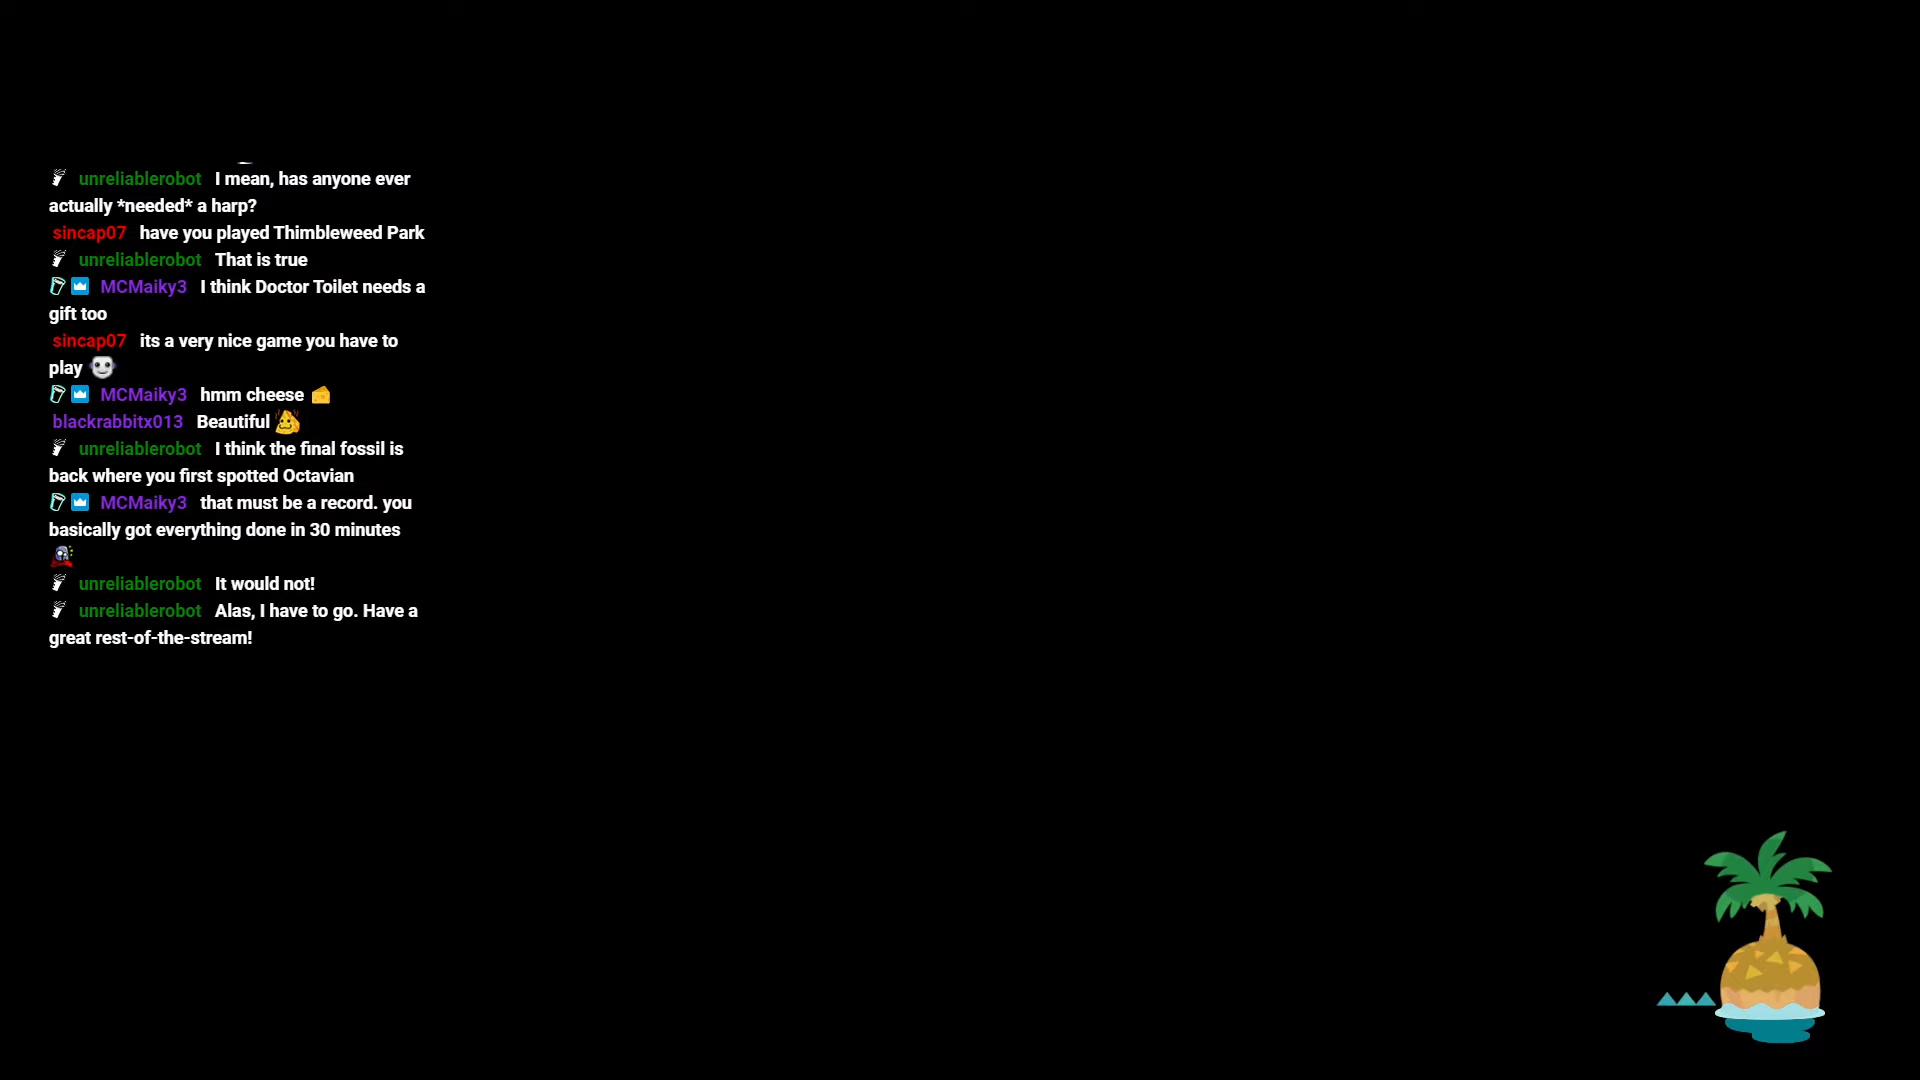 unreliablerobot I mean, has anyone ever
actually *needed* a harp?
sincap07 have you played Thimbleweed Park
unreliablerobot That is true
MCMaiky3 I think Doctor Toilet needs a
gift too
sincap07 its a very nice game you have to
play
MCMaiky3 hmm cheese
blackrabbitx013 Beautiful
unreliablerobot I think the final fossil is
back where you first spotted Octavian
MCMaiky3 that must be a record. you
basically got everything done in 30 minutes
unreliablerobot It would not!
unreliablerobot Alas, I have to go. Have a
great rest-of-the-stream!